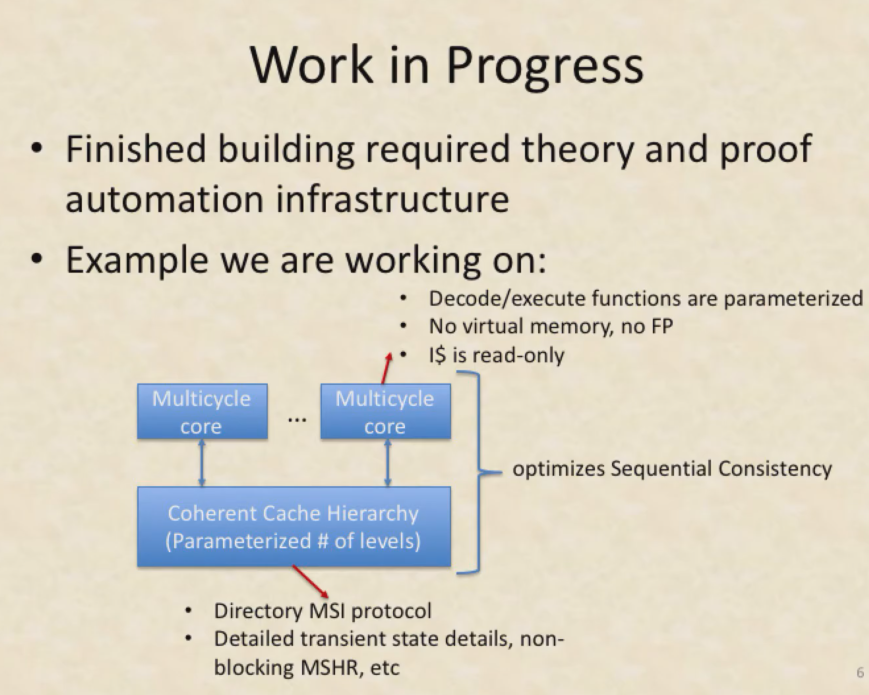 Work in Progress
• Finished building required theory and proof
automation infrastructure
• Example we are working on:
• Decode/execute functions are parameterized
• No virtual memory, no FP
• I$ is read-only
Multicycle
core
...
Multicycle
core
optimizes Sequential Consistency
Coherent Cache Hierarchy
(Parameterized # of levels)
• Directory MSI protocol
• Detailed transient state details, non-
blocking MSHR, etc
6